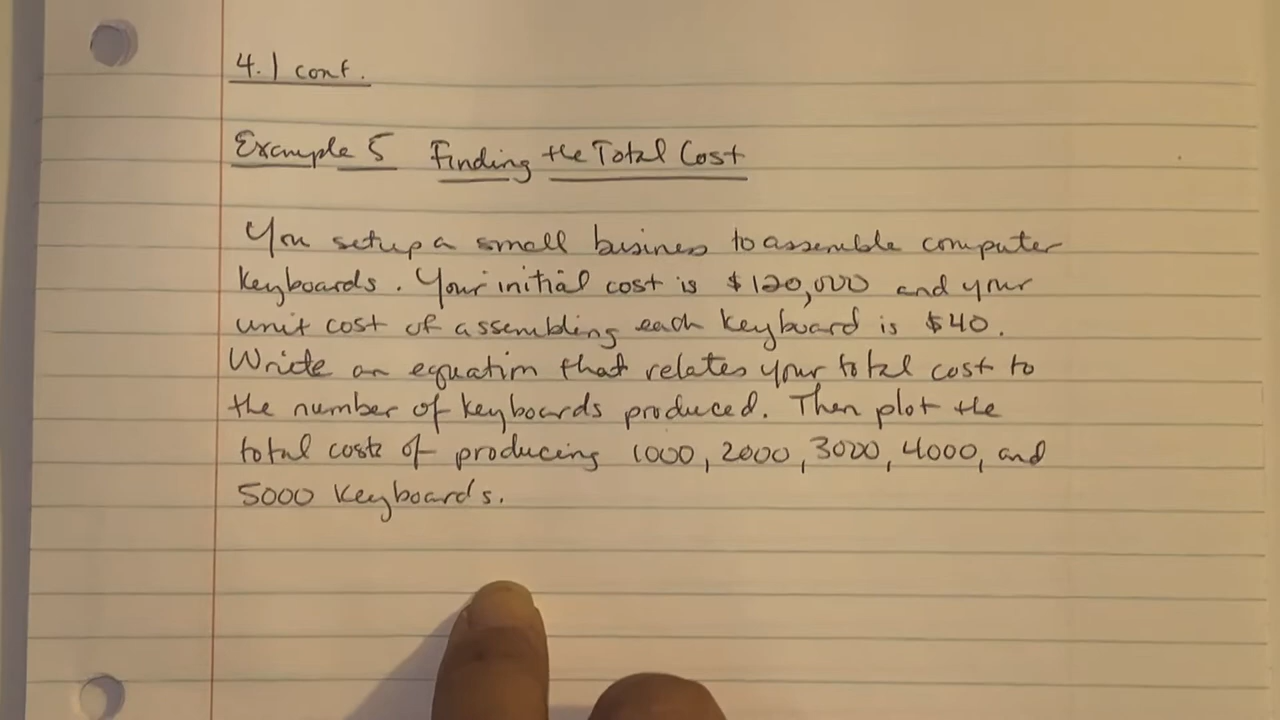 4.1 cont.
Example 5 Finding the Total Cost
You setup a small business to assemble computer
keyboards. Your initial cost is $120,000 and your
unit cost of assembling each keyboard is $40.
Write an equation that relates your total cost to
the number of keyboards produced. Then plot the
total costs of producing 1000, 2000, 3000, 4000, and
5000 keyboards.